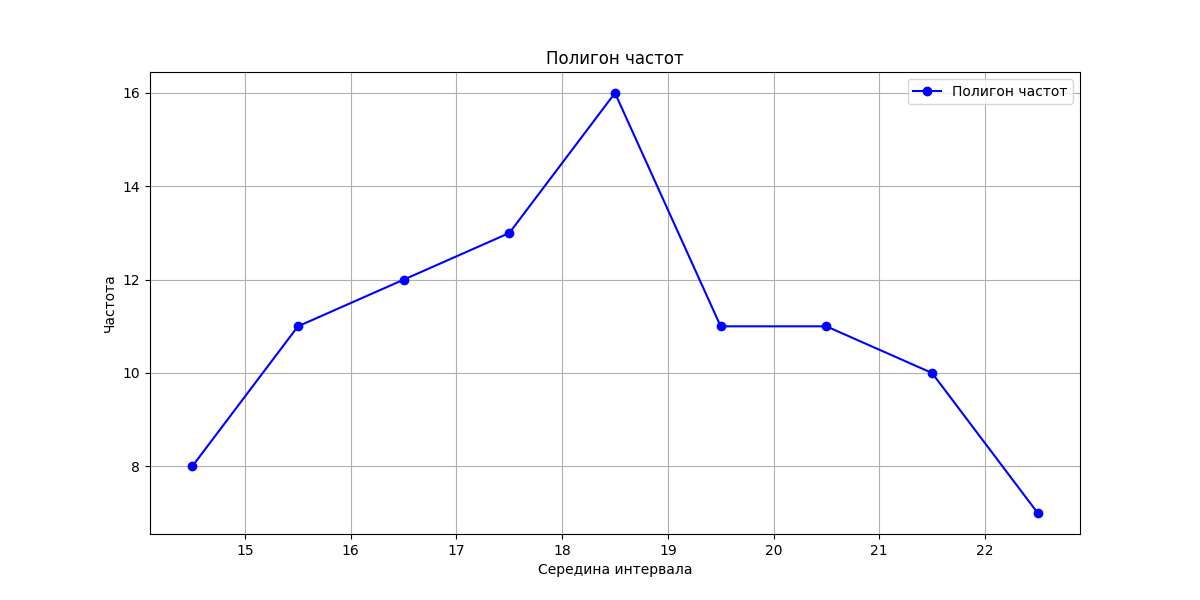 Полигон частот
Полигон частот
16
14
12
10
8
Частота
15 16 17 18 19 20 21 22
Середина интервала